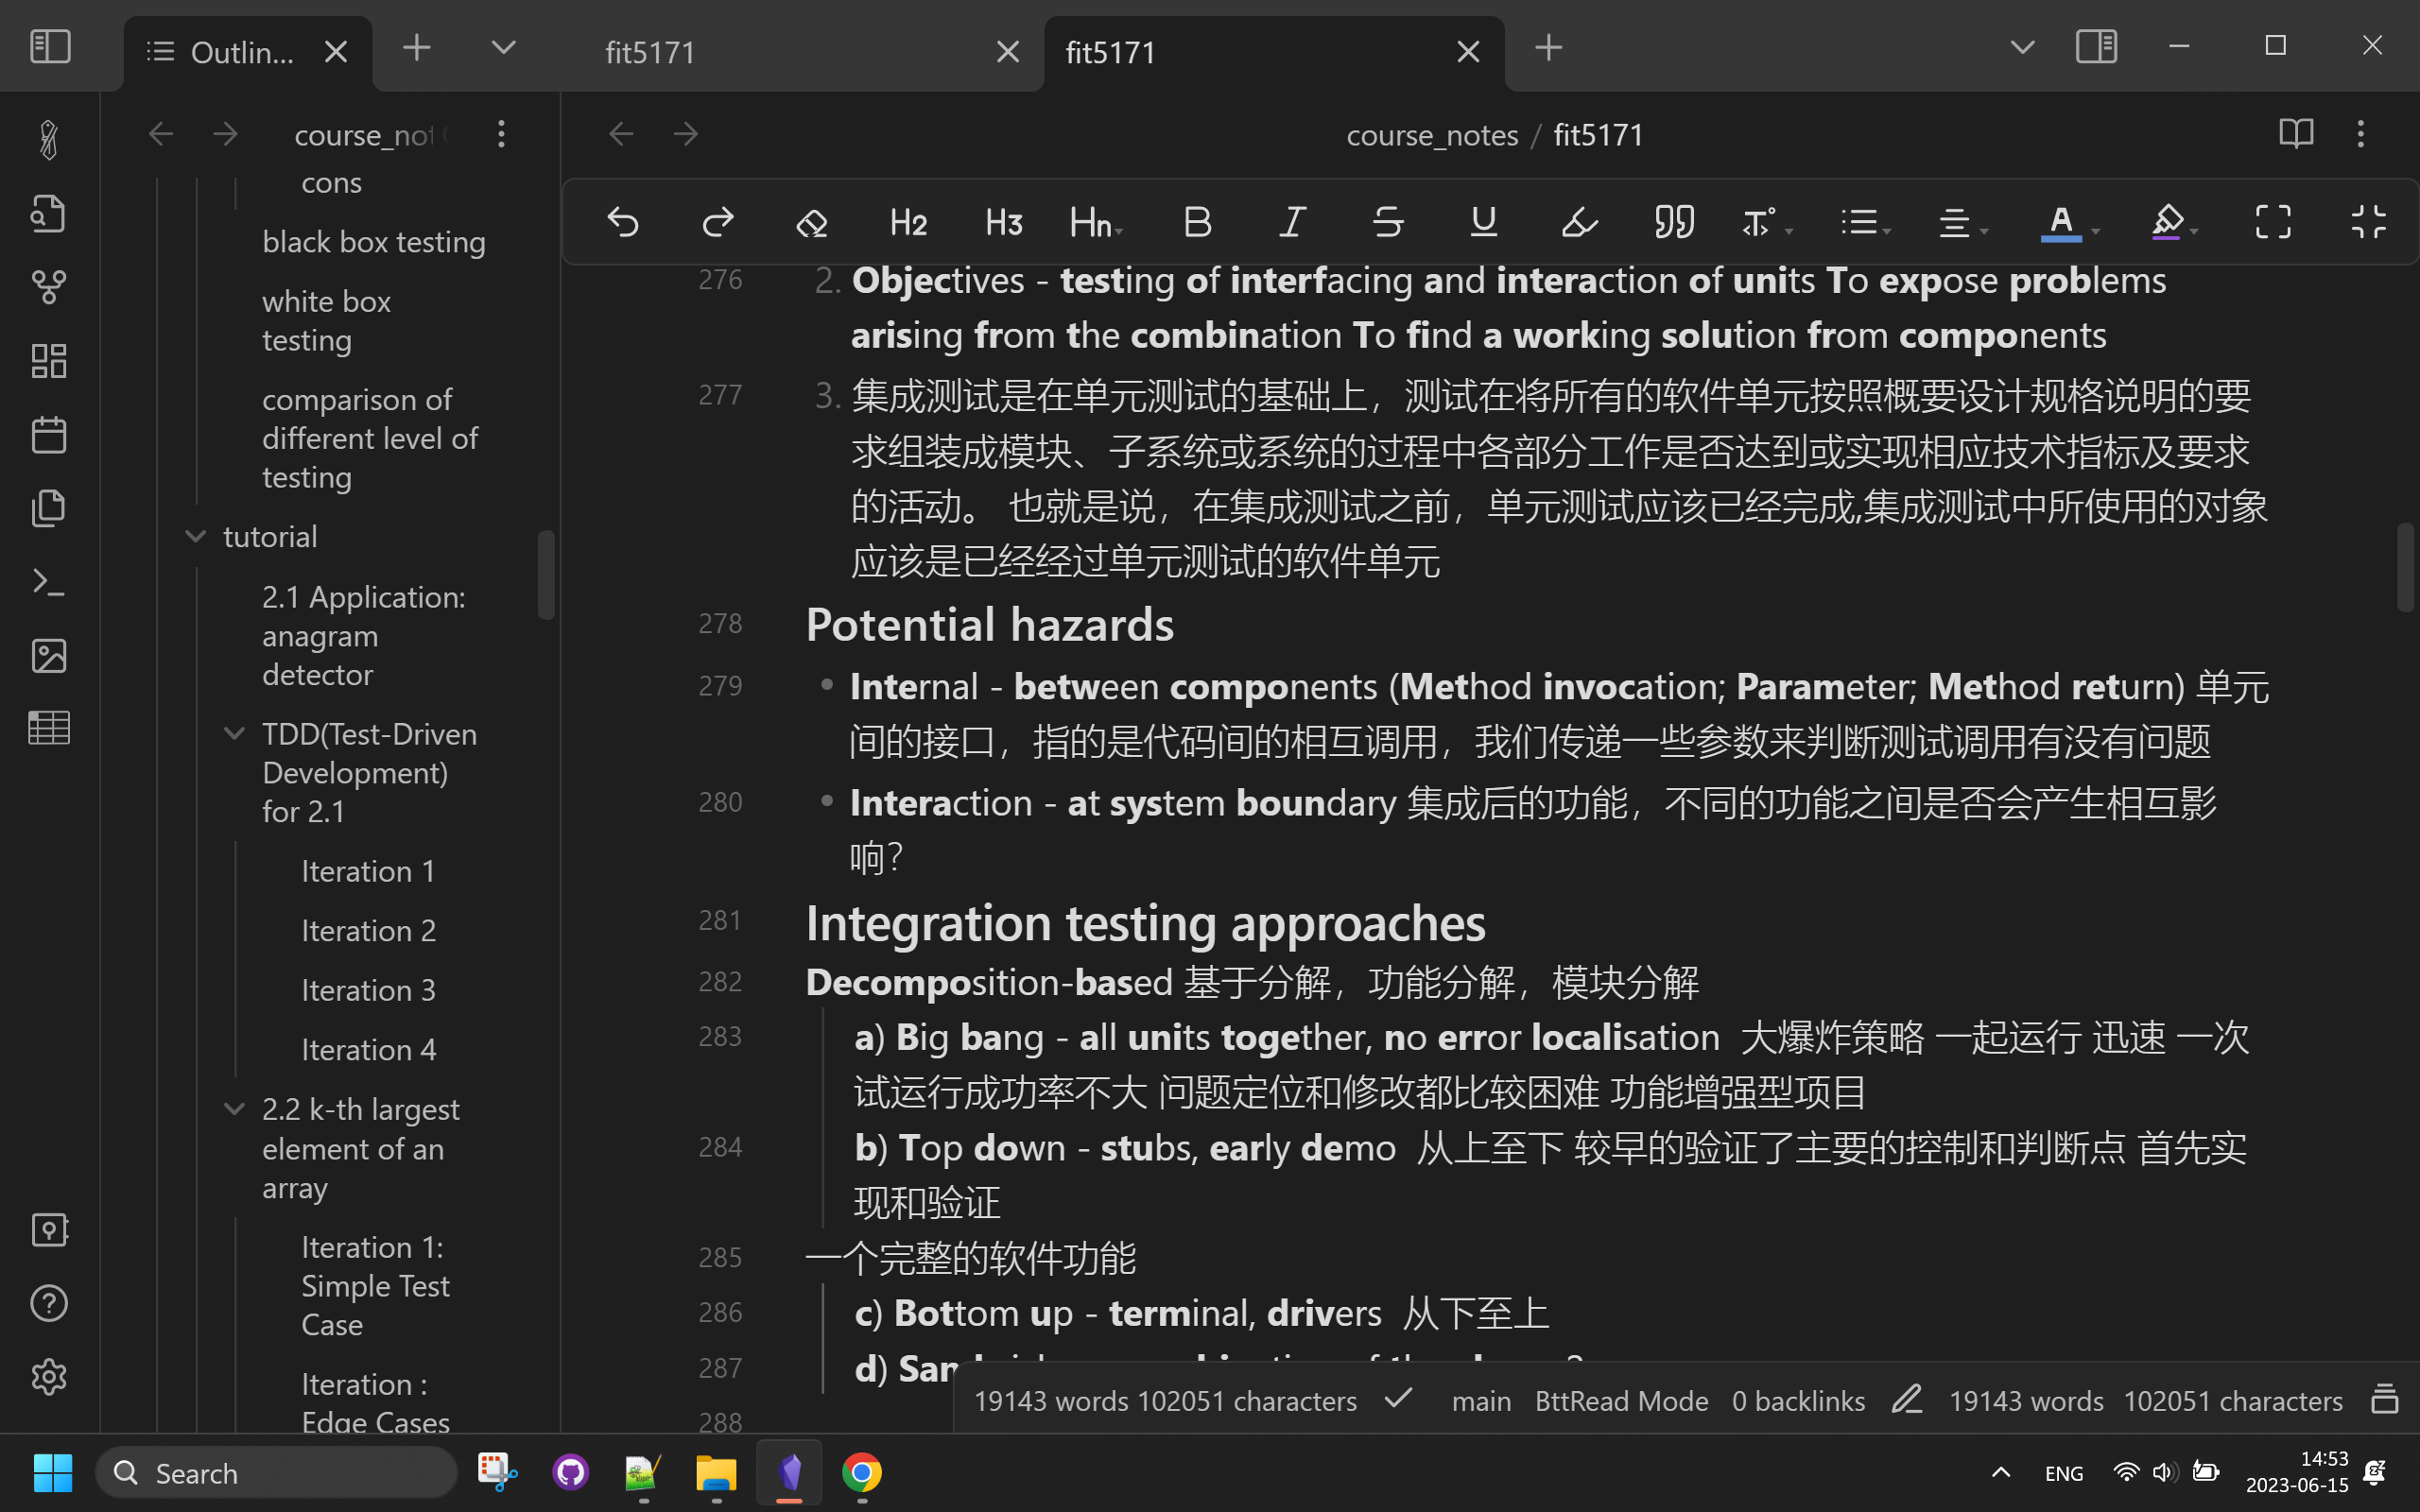 Outlin...
fit5171
fit5171
course_not
course_notes / fit5171
cons
black box testing
white box
testing
comparison of
different level of
testing
tutorial
2.1 Application:
anagram
detector
TDD(Test-Driven
Development)
for 2.1
Iteration 1
Iteration 2
Iteration 3
Iteration 4
2.2 k-th largest
element of an
array
Iteration 1:
Simple Test
Case
Iteration :
Edge Cases
H2 H3 Hn B I S U A
276 2. Objectives - testing of interfacing and interaction of units To expose problems
arising from the combination To find a working solution from components
277 3. 集成测试是在单元测试的基础上，测试在将所有的软件单元按照概要设计规格说明的要
求组装成模块、子系统或系统的过程中各部分工作是否达到或实现相应技术指标及要求
的活动。 也就是说，在集成测试之前，单元测试应该已经完成,集成测试中所使用的对象
应该是已经经过单元测试的软件单元
278 Potential hazards
279 Internal - between components (Method invocation; Parameter; Method return) 单元
间的接口，指的是代码间的相互调用，我们传递一些参数来判断测试调用有没有问题
280 Interaction - at system boundary 集成后的功能，不同的功能之间是否会产生相互影
响？
281 Integration testing approaches
282 Decomposition-based 基于分解，功能分解，模块分解
283 a) Big bang - all units together, no error localisation 大爆炸策略 一起运行 迅速 一次
试运行成功率不大 问题定位和修改都比较困难 功能增强型项目
284 b) Top down - stubs, early demo 从上至下 较早的验证了主要的控制和判断点 首先实
现和验证
285 一个完整的软件功能
286 c) Bottom up - terminal, drivers 从下至上
287 d)
288
19143 words 102051 characters main BttRead Mode 0 backlinks 19143 words 102051 characters
Search
ENG
14:53
2023-06-15